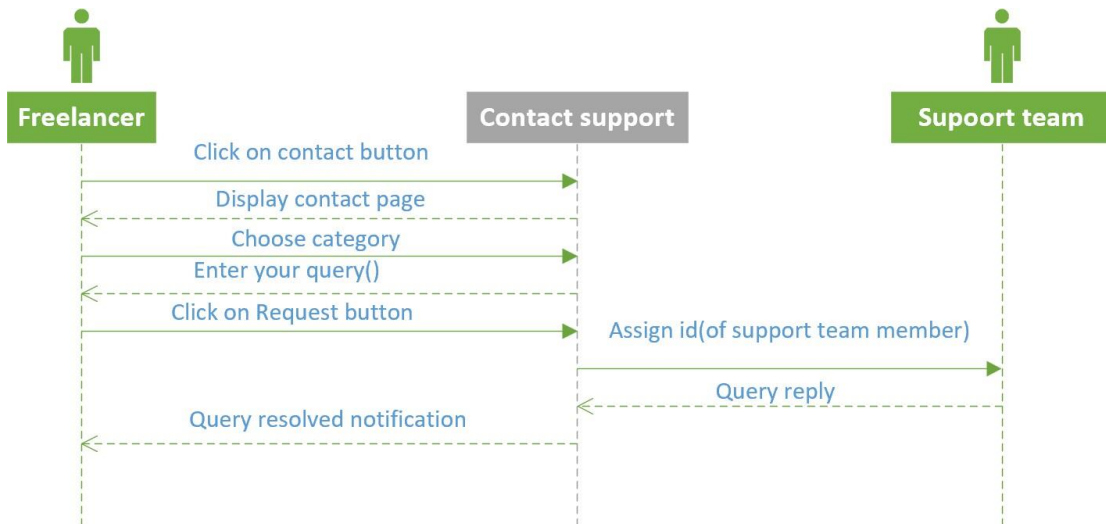 Freelancer
Contact support
Supoort team
Click on contact button
Display contact page
Choose category
Enter your query()
Click on Request button
Assign id(of support team member)
Query reply
Query resolved notification